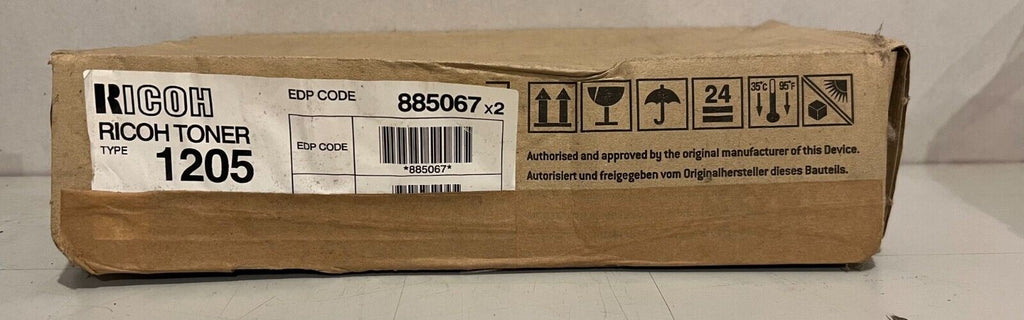 RICOH
RICOH TONER
TYPE 1205
EDP CODE 885067 x2
EDP CODE
*885067*
24
35°C 95°F
Authorised and approved by the original manufacturer of this Device.
Autorisiert und freigegeben vom Originalhersteller dieses Bauteils.